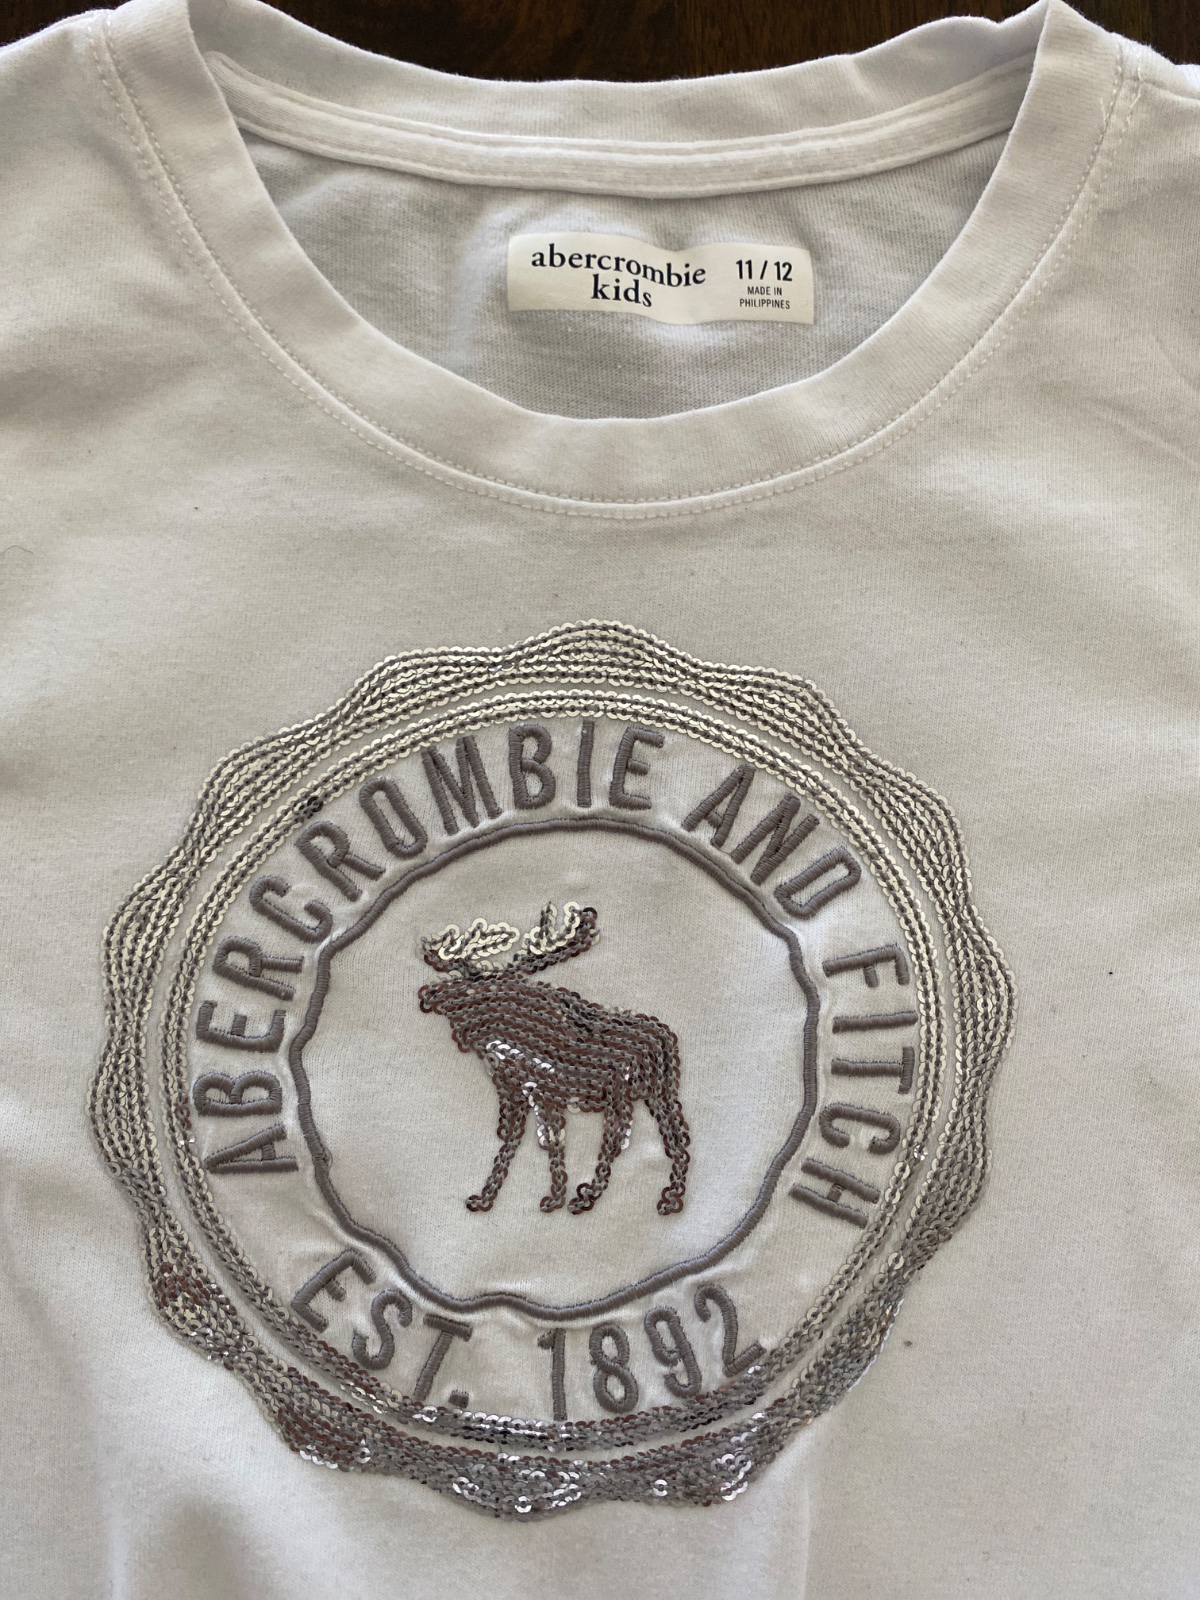 abercrombie
kids
11 / 12
MADE IN
PHILIPPINES
ABERCROMBIE AND FITCH
EST. 1892